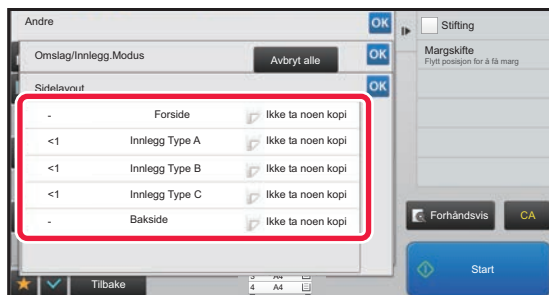 Andre
OK
Omslag/Innlegg.Modus
Avbryt alle
OK
Sidelayout
OK
- Forside Ikke ta noen kopi
<1 Innlegg Type A Ikke ta noen kopi
<1 Innlegg Type B Ikke ta noen kopi
<1 Innlegg Type C Ikke ta noen kopi
- Bakside Ikke ta noen kopi
Tilbake
4 A4
Stifting
Margskifte
Flytt posisjon for å få marg
Forhåndsvis
CA
Start